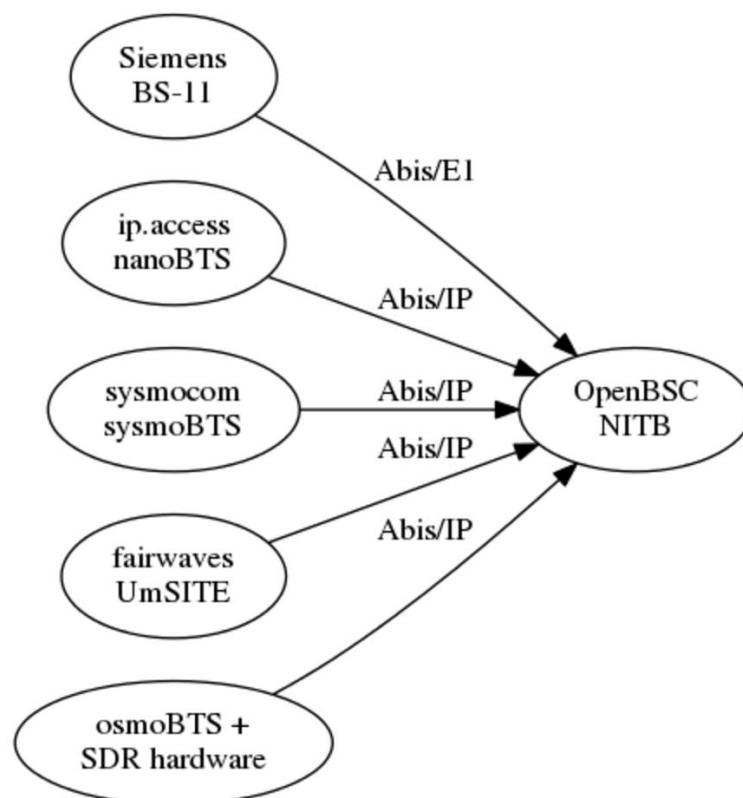 Siemens
BS-11
Abis/E1
ip.access
nanoBTS
Abis/IP
sysmocom
sysmoBTS
Abis/IP
OpenBSC
NITB
Abis/IP
fairwaves
UmSITE
Abis/IP
osmoBTS +
SDR hardware